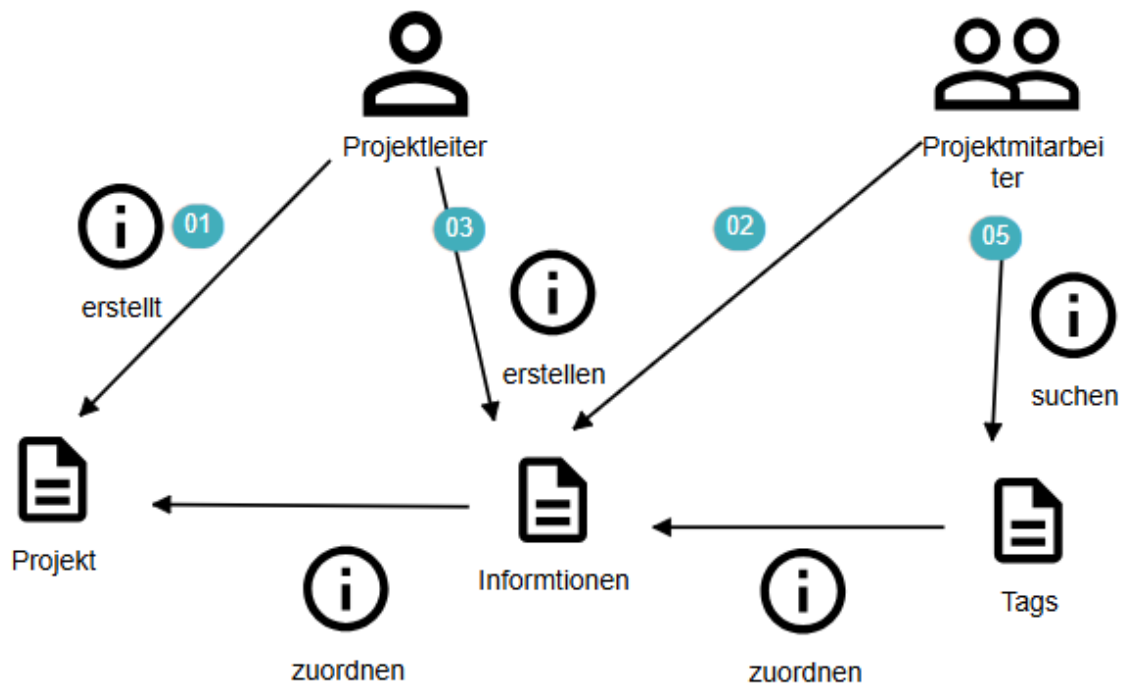 Projektleiter
Projektmitarbei
ter
01
03
02
05
erstellt
erstellen
suchen
Projekt
Informtionen
Tags
zuordnen
zuordnen